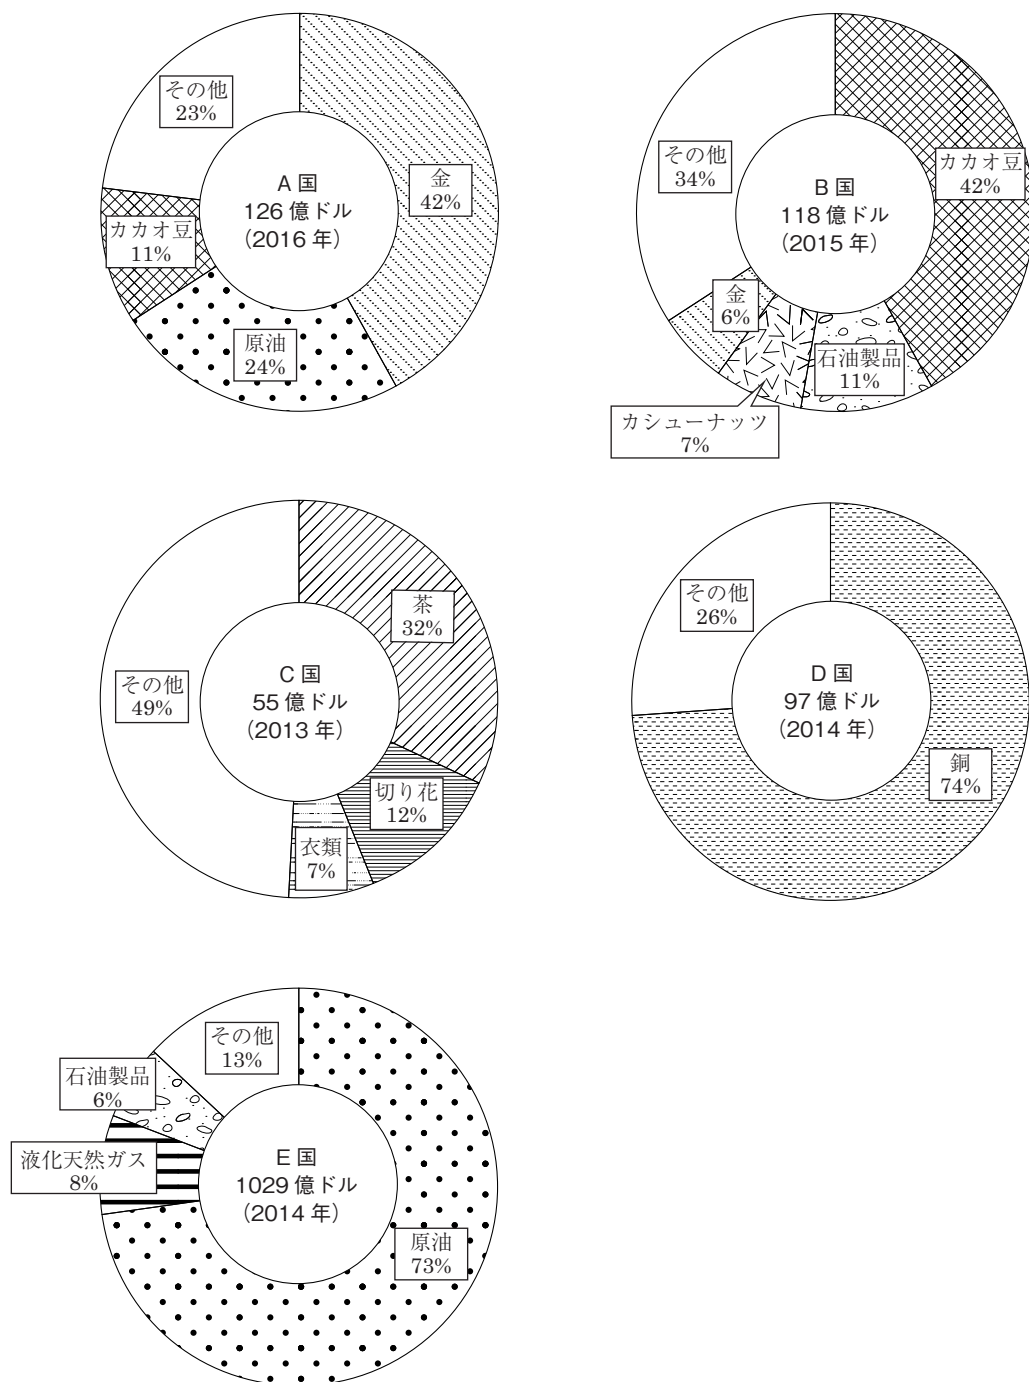 その他
23%
金
42%
カカオ豆
11%
原油
24%
A 国
126 億ドル
（2016 年）
その他
34%
カカオ豆
42%
金
6%
石油製品
11%
カシューナッツ
7%
B 国
118 億ドル
（2015 年）
茶
32%
その他
49%
切り花
12%
衣類
7%
C 国
55 億ドル
（2013 年）
その他
26%
銅
74%
D 国
97 億ドル
（2014 年）
その他
13%
石油製品
6%
液化天然ガス
8%
原油
73%
E 国
1029 億ドル
（2014 年）